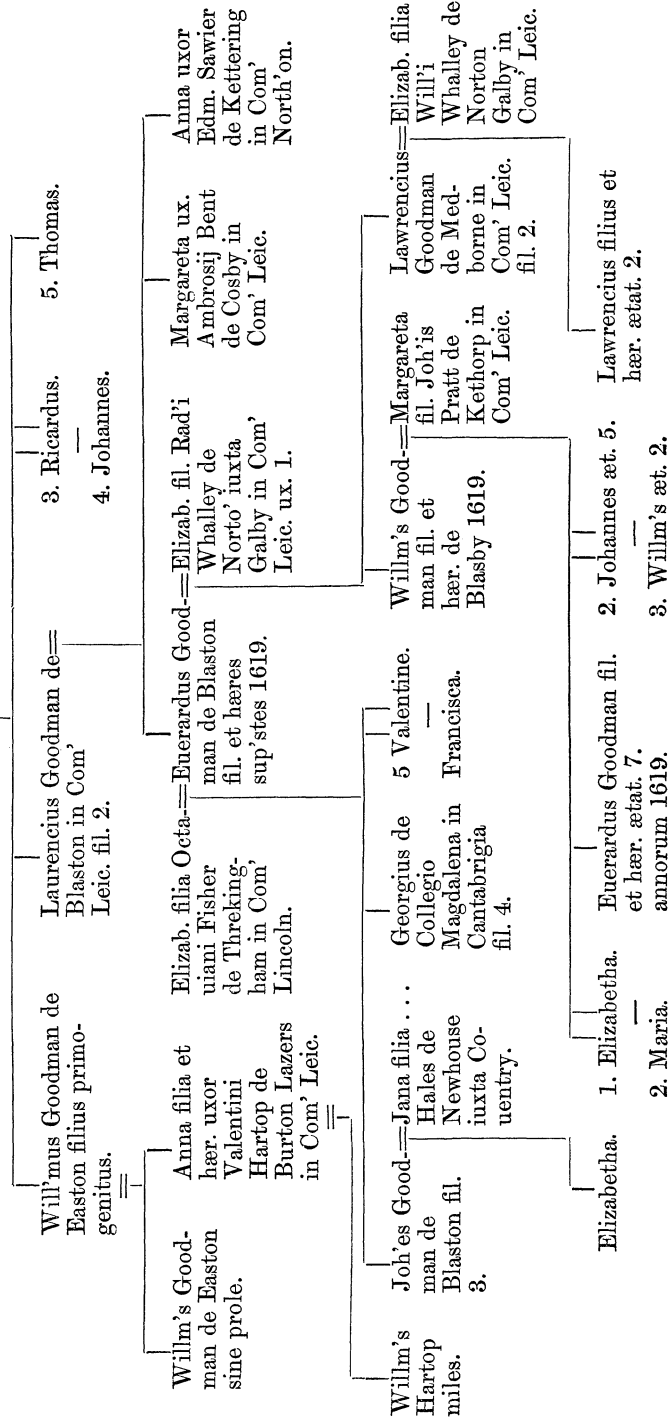 Will'mus Goodman de
Easton filius primo-
genitus.
Laurencius Goodman de
Blaston in Com'
Leic. fil. 2.
3. Ricardus.
4. Johannes.
5. Thomas.
Willm's Good-
man de Easton
sine prole.
Anna filia et
hær. uxor
Valentini
Hartop de
Burton Lazers
in Com' Leic.
Elizab. filia Octa-
uiani Fisher
de Threking-
ham in Com'
Lincoln.
Euerardus Good-
man de Blaston
fil. et hæres
sup'stes 1619.
Elizab. fil. Rad'i
Whalley de
Norto' iuxta
Galby in Com'
Leic. ux. 1.
Margareta ux.
Ambrosij Bent
de Cosby in
Com' Leic.
Anna uxor
Edm. Sawier
de Kettering
in Com'
North'on.
Willm's
Hartop
miles.
Joh'es Good-
man de
Blaston fil.
3.
Jana filia ....
Hales de
Newhouse
iuxta Co-
uentry.
Georgius de
Collegio
Magdalena in
Cantabrigia
fil. 4.
5 Valentine.
Francisca.
Willm's Good-
man fil. et
hær. de
Blasby 1619.
Margareta
fil. Joh'is
Pratt de
Kethorp in
Com' Leic.
Lawrencius
Goodman
de Med-
borne in
Com' Leic.
fil. 2.
Elizab. filia
Will'i
Whalley de
Norton
Galby in
Com' Leic.
Elizabetha.
1. Elizabetha.
2. Maria.
Euerardus Goodman fil.
et hær. ætat. 7.
annorum 1619.
2. Johannes æt. 5.
3. Willm's æt. 2.
Lawrencius filius et
hær. ætat. 2.